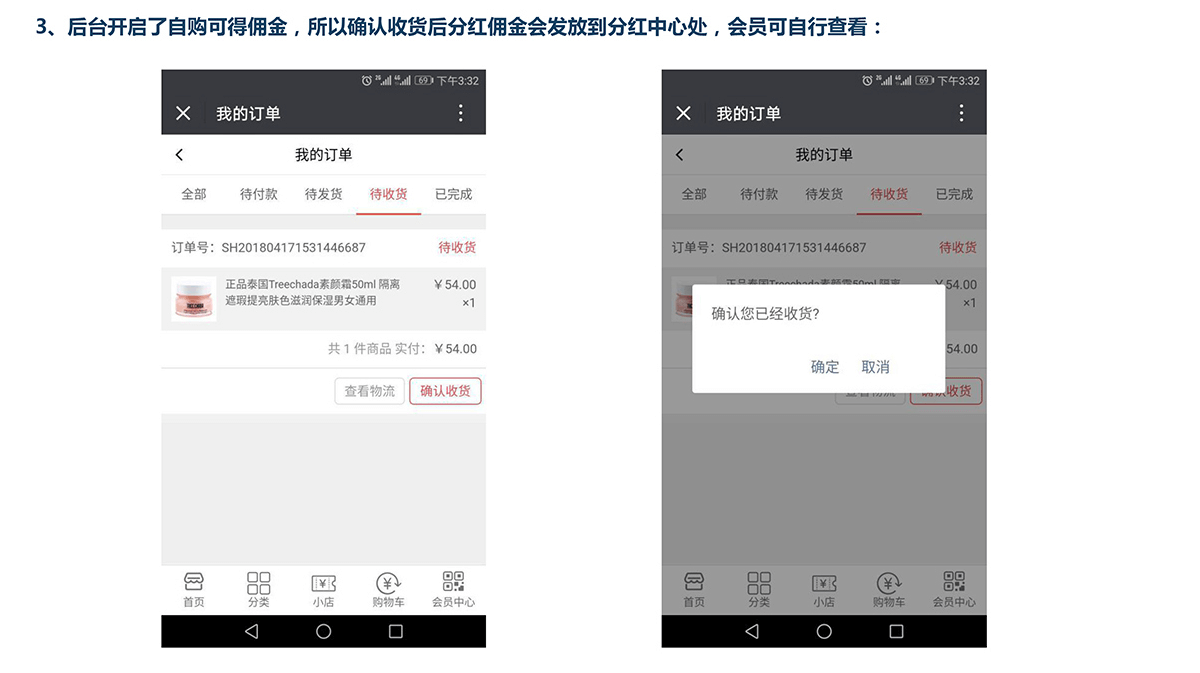 3、后台开启了自购可得佣金，所以确认收货后分红佣金会发放到分红中心处，会员可自行查看：
2G 4G 69 下午3:32
我的订单
我的订单
全部 待付款 待发货 待收货 已完成
订单号：SH201804171531446687 待收货
正品泰国Treechada素颜霜50ml 隔离 ￥54.00
遮瑕提亮肤色滋润保湿男女通用 ×1
TREECHADA
共 1 件商品 实付：￥54.00
查看物流 确认收货
首页 分类 小店 购物车 会员中心
2G 4G 69 下午3:32
我的订单
我的订单
全部 待付款 待发货 待收货 已完成
订单号：SH201804171531446687 待收货
正品泰国Treechada素颜霜50ml 隔离 ￥54.00
×1
确认您已经收货?
54.00
确定 取消
查看物流 确认收货
首页 分类 小店 购物车 会员中心